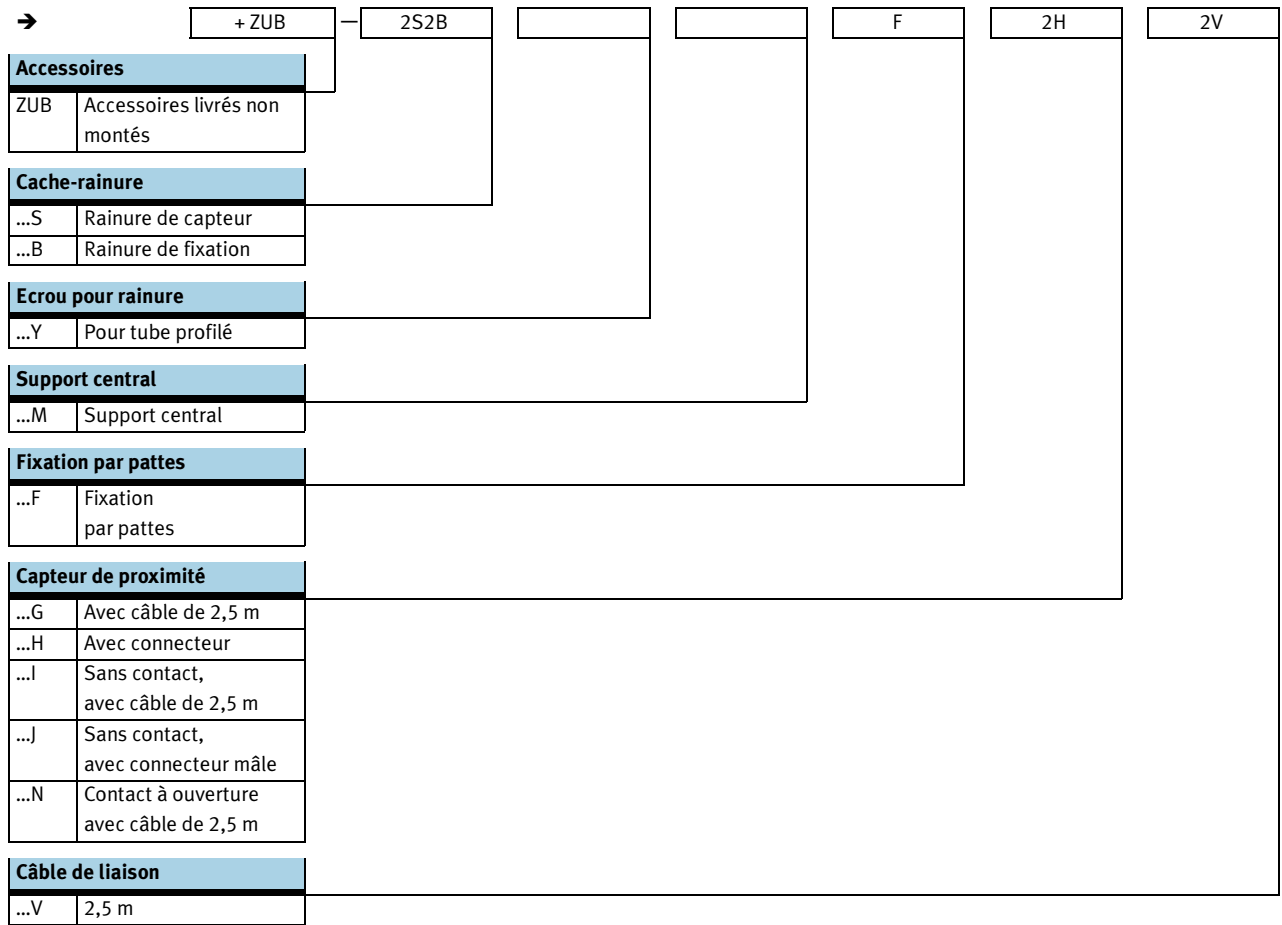 ➔ + ZUB — 2S2B F 2H 2V
Accessoires
ZUB Accessoires livrés non
montés
Cache-rainure
...S Rainure de capteur
...B Rainure de fixation
Ecrou pour rainure
...Y Pour tube profilé
Support central
...M Support central
Fixation par pattes
...F Fixation
par pattes
Capteur de proximité
...G Avec câble de 2,5 m
...H Avec connecteur
...I Sans contact,
avec câble de 2,5 m
...J Sans contact,
avec connecteur mâle
...N Contact à ouverture
avec câble de 2,5 m
Câble de liaison
...V 2,5 m